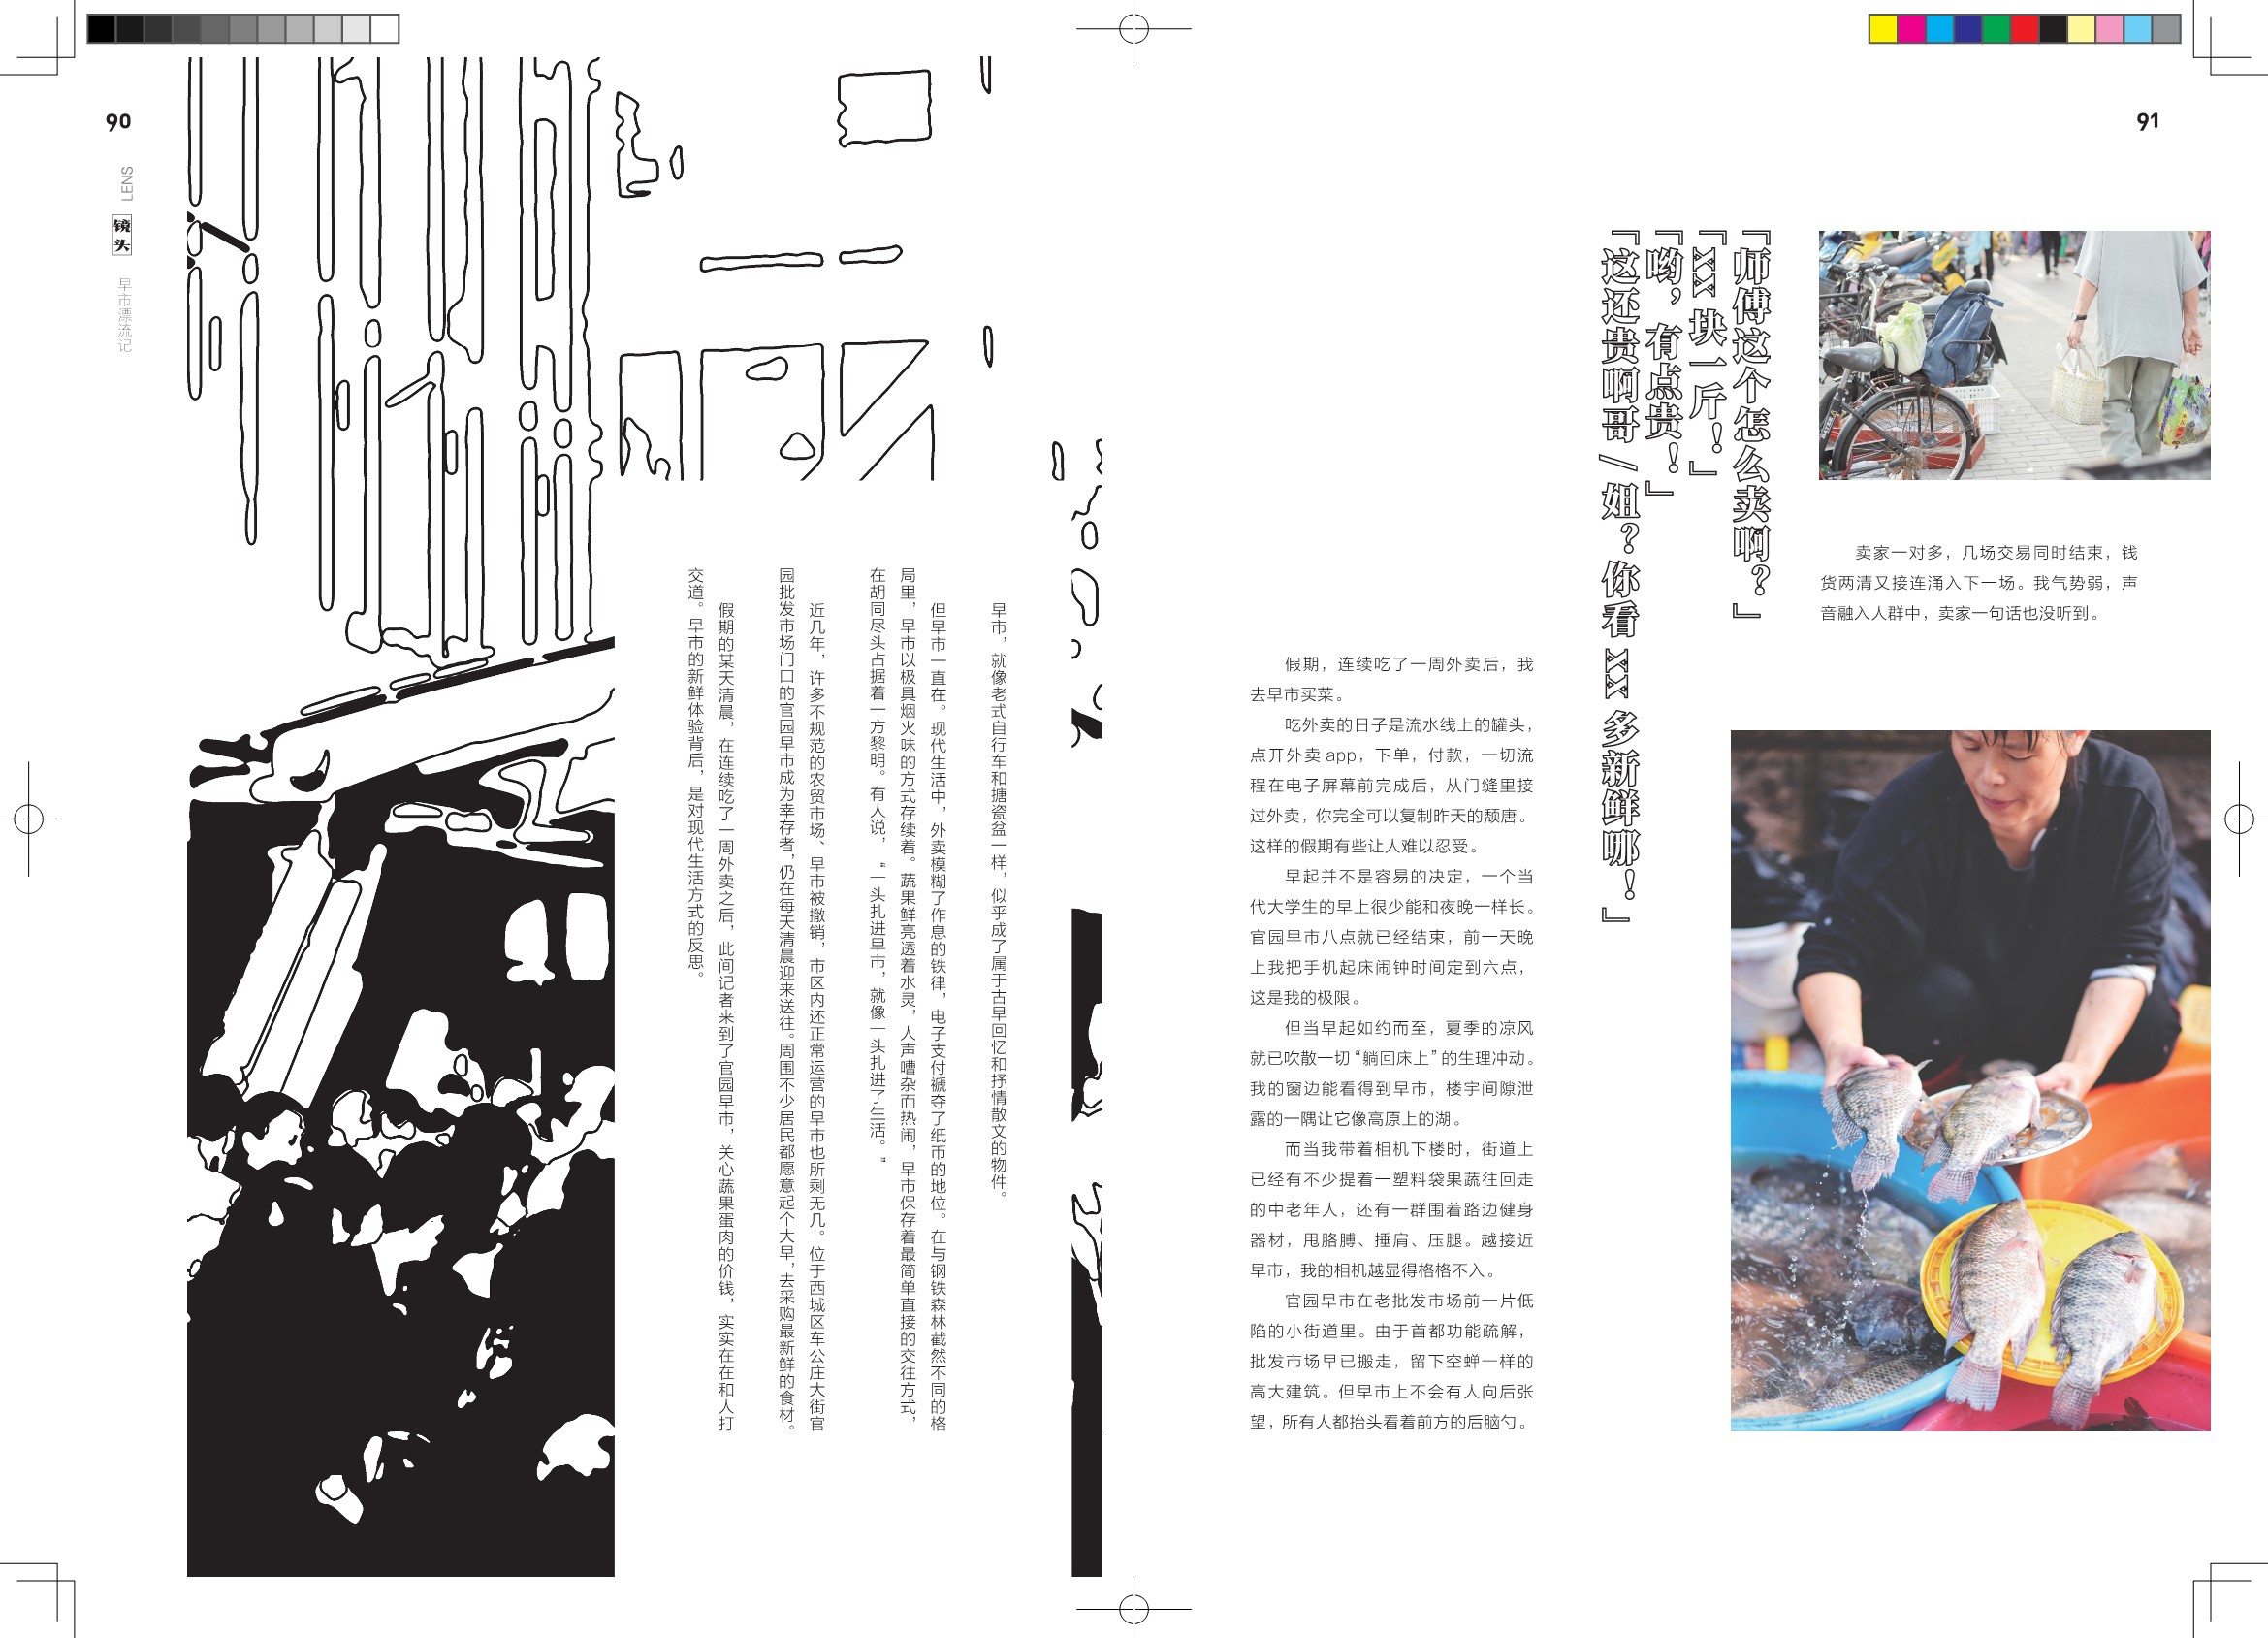 90
LENS
镜头
早市漂流记
早市，就像老式自行车和搪瓷盆一样，似乎成了属于古早回忆和抒情散文的物件。
但早市一直在。现代生活中，外卖模糊了作息的铁律，电子支付褫夺了纸币的地位。在与钢铁森林截然不同的格
局里，早市以极具烟火味的方式存续着。蔬果鲜亮透着水灵，人声嘈杂而热闹，早市保存着最简单直接的交往方式，
在胡同尽头占据着一方黎明。有人说，“一头扎进早市，就像一头扎进了生活。”
近几年，许多不规范的农贸市场、早市被撤销，市区内还正常运营的早市也所剩无几。位于西城区车公庄大街官
园批发市场门口的官园早市成为幸存者，仍在每天清晨迎来送往。周围不少居民都愿意起个大早，去采购最新鲜的食材。
假期的某天清晨，在连续吃了一周外卖之后，此间记者来到了官园早市，关心蔬果蛋肉的价钱，实实在在和人打
交道。早市的新鲜体验背后，是对现代生活方式的反思。
91
「师傅这个怎么卖啊？」
「XX块一斤！」
「哟，有点贵！」
「这还贵啊哥/姐？你看XX多新鲜哪！」
卖家一对多，几场交易同时结束，钱
货两清又接连涌入下一场。我气势弱，声
音融入人群中，卖家一句话也没听到。
假期，连续吃了一周外卖后，我
去早市买菜。
吃外卖的日子是流水线上的罐头，
点开外卖 app，下单，付款，一切流
程在电子屏幕前完成后，从门缝里接
过外卖，你完全可以复制昨天的颓唐。
这样的假期有些让人难以忍受。
早起并不是容易的决定，一个当
代大学生的早上很少能和夜晚一样长。
官园早市八点就已经结束，前一天晚
上我把手机起床闹钟时间定到六点，
这是我的极限。
但当早起如约而至，夏季的凉风
就已吹散一切“躺回床上”的生理冲动。
我的窗边能看得到早市，楼宇间隙泄
露的一隅让它像高原上的湖。
而当我带着相机下楼时，街道上
已经有不少提着一塑料袋果蔬往回走
的中老年人，还有一群围着路边健身
器材，甩胳膊、捶肩、压腿。越接近
早市，我的相机越显得格格不入。
官园早市在老批发市场前一片低
陷的小街道里。由于首都功能疏解，
批发市场早已搬走，留下空蝉一样的
高大建筑。但早市上不会有人向后张
望，所有人都抬头看着前方的后脑勺。